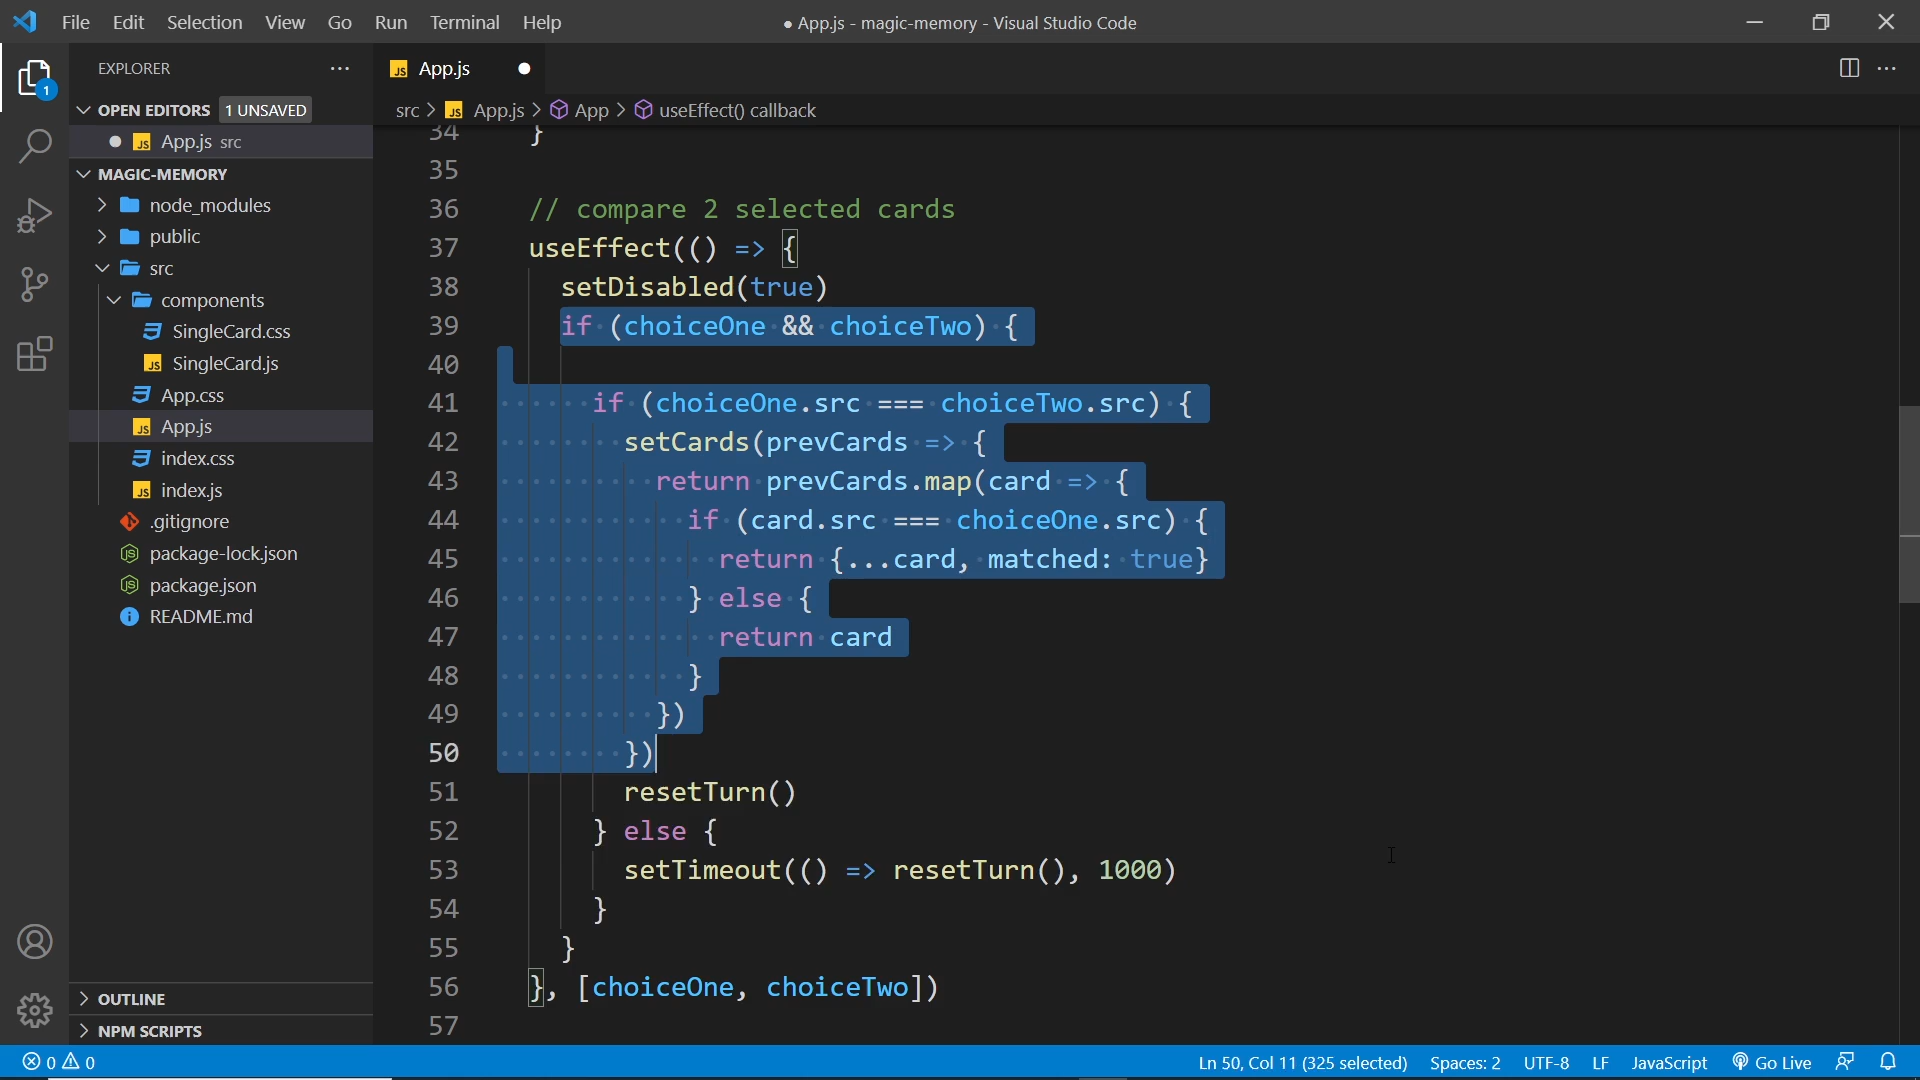 File Edit Selection View Go Run Terminal Help
● App.js - magic-memory - Visual Studio Code
EXPLORER
OPEN EDITORS 1 UNSAVED
App.js src
MAGIC-MEMORY
node_modules
public
src
components
SingleCard.css
SingleCard.js
App.css
App.js
index.css
index.js
.gitignore
package-lock.json
package.json
README.md
OUTLINE
NPM SCRIPTS
1
JS App.js
src > JS App.js > App > useEffect() callback
34 }
35
36 // compare 2 selected cards
37 useEffect(() => {
38 setDisabled(true)
39 if (choiceOne && choiceTwo) {
40
41 if (choiceOne.src === choiceTwo.src) {
42 setCards(prevCards => {
43 return prevCards.map(card => {
44 if (card.src === choiceOne.src) {
45 return {...card, matched: true}
46 } else {
47 return card
48 }
49 })
50 })
51 resetTurn()
52 } else {
53 setTimeout(() => resetTurn(), 1000)
54 }
55 }
56 }, [choiceOne, choiceTwo])
57
0 0
Ln 50, Col 11 (325 selected) Spaces: 2 UTF-8 LF JavaScript Go Live